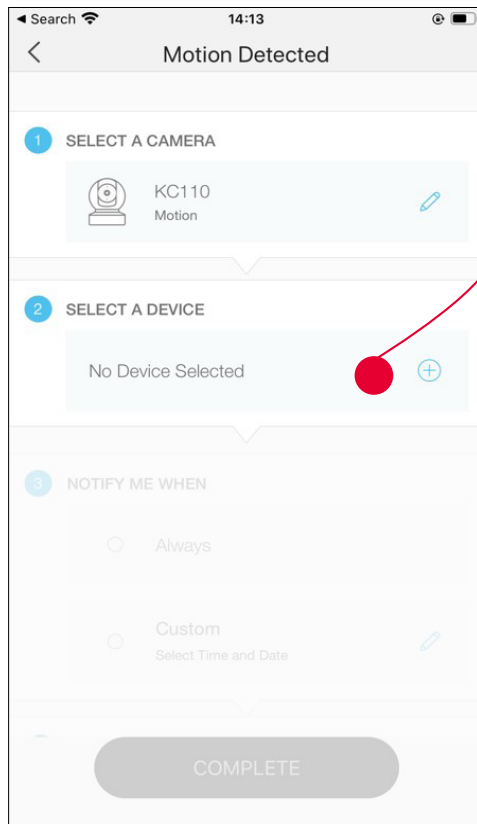 ◀ Search 14:13
Motion Detected
1 SELECT A CAMERA
KC110
Motion
2 SELECT A DEVICE
No Device Selected
3 NOTIFY ME WHEN
Always
Custom
Select Time and Date
COMPLETE